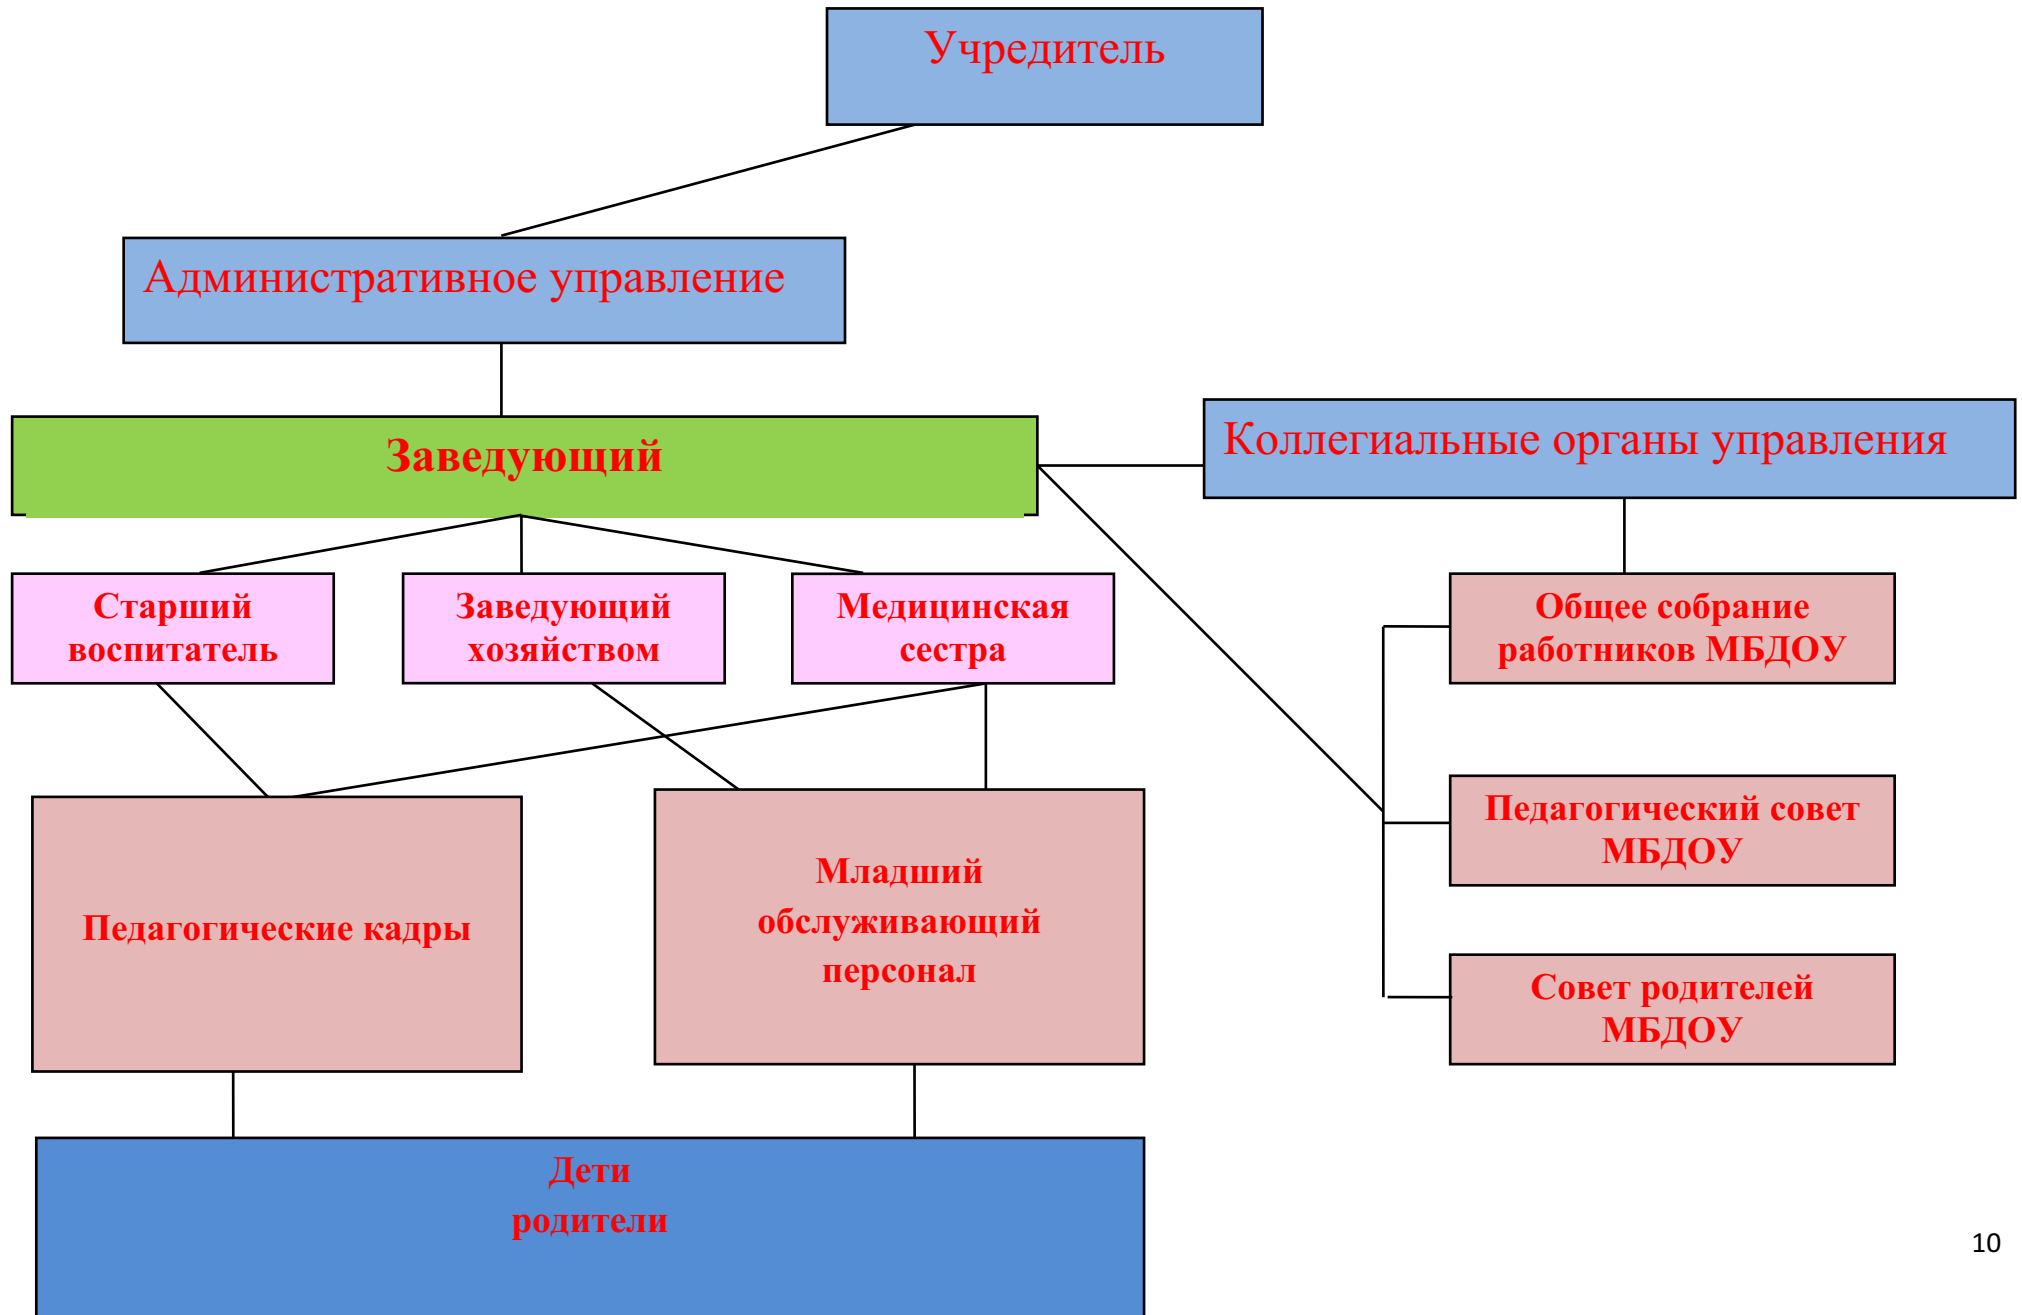 Учредитель
Административное управление
Заведующий
Коллегиальные органы управления
Старший
воспитатель
Заведующий
хозяйством
Медицинская
сестра
Общее собрание
работников МБДОУ
Педагогические кадры
Младший
обслуживающий
персонал
Педагогический совет
МБДОУ
Совет родителей
МБДОУ
Дети
родители
10